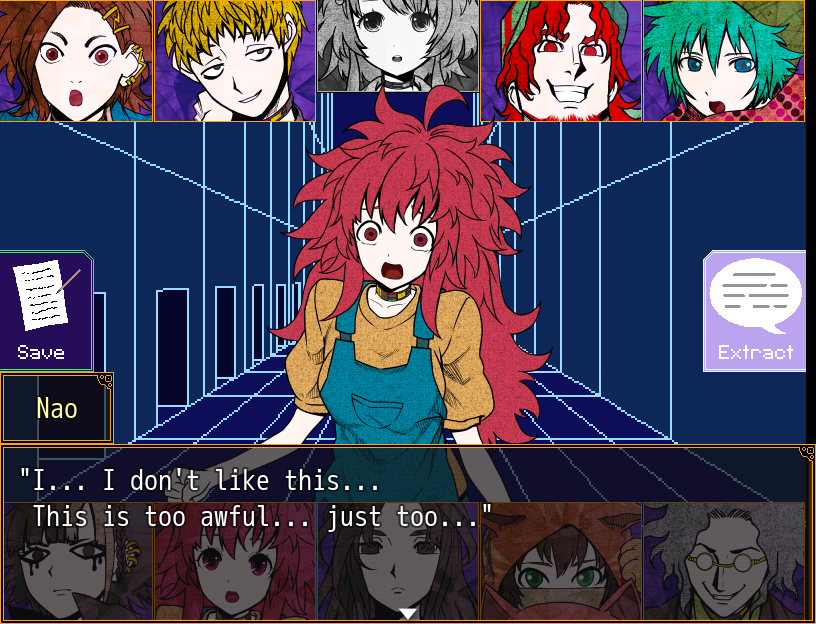 Save
Extract
Nao
"I... I don't like this...
This is too awful... just too..."